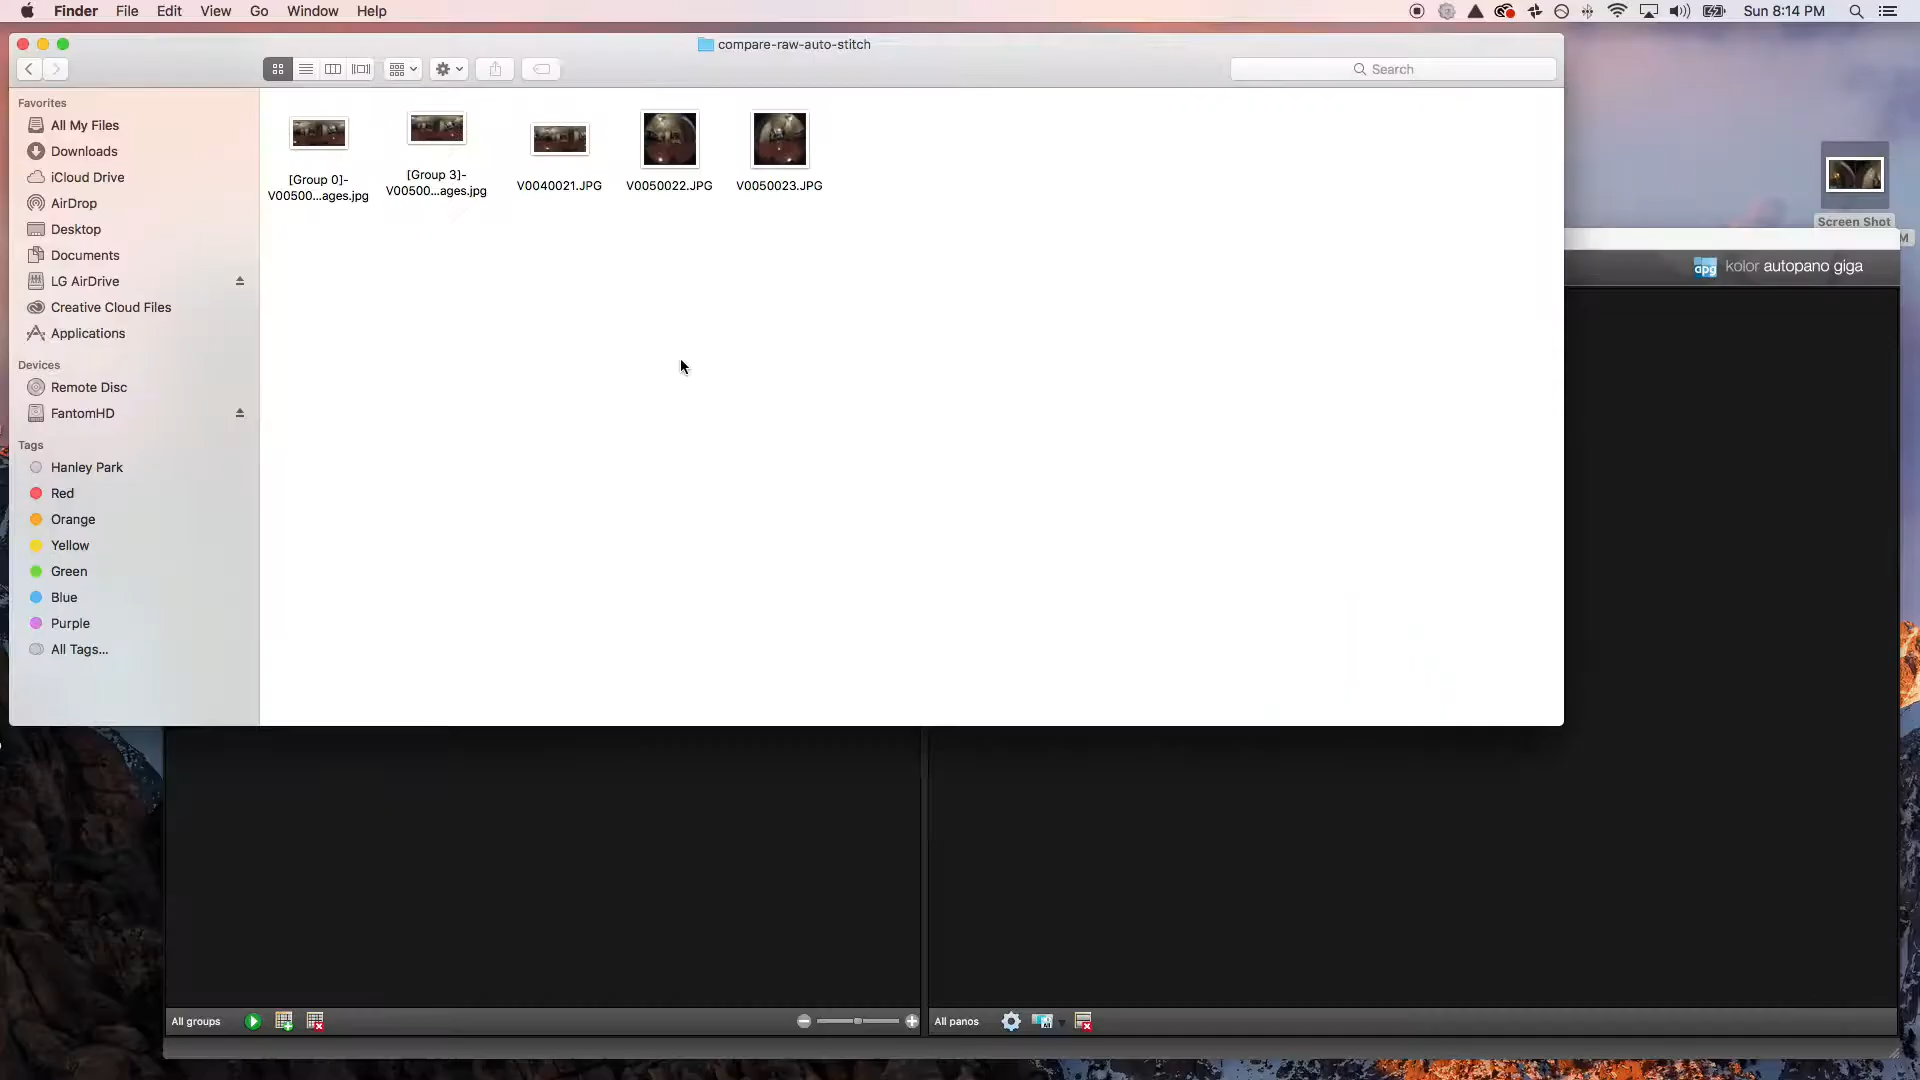 Finder File Edit View Go Window Help
Sun 8:14 PM
compare-raw-auto-stitch
Search
Favorites
All My Files
Downloads
iCloud Drive
AirDrop
Desktop
Documents
LG AirDrive
Creative Cloud Files
Applications
Devices
Remote Disc
FantomHD
Tags
Hanley Park
Red
Orange
Yellow
Green
Blue
Purple
All Tags...
[Group 0]-
V00500...ages.jpg
[Group 3]-
V00500...ages.jpg
V0040021.JPG
V0050022.JPG
V0050023.JPG
Screen Shot
M
apg kolor autopano giga
All groups
All panos